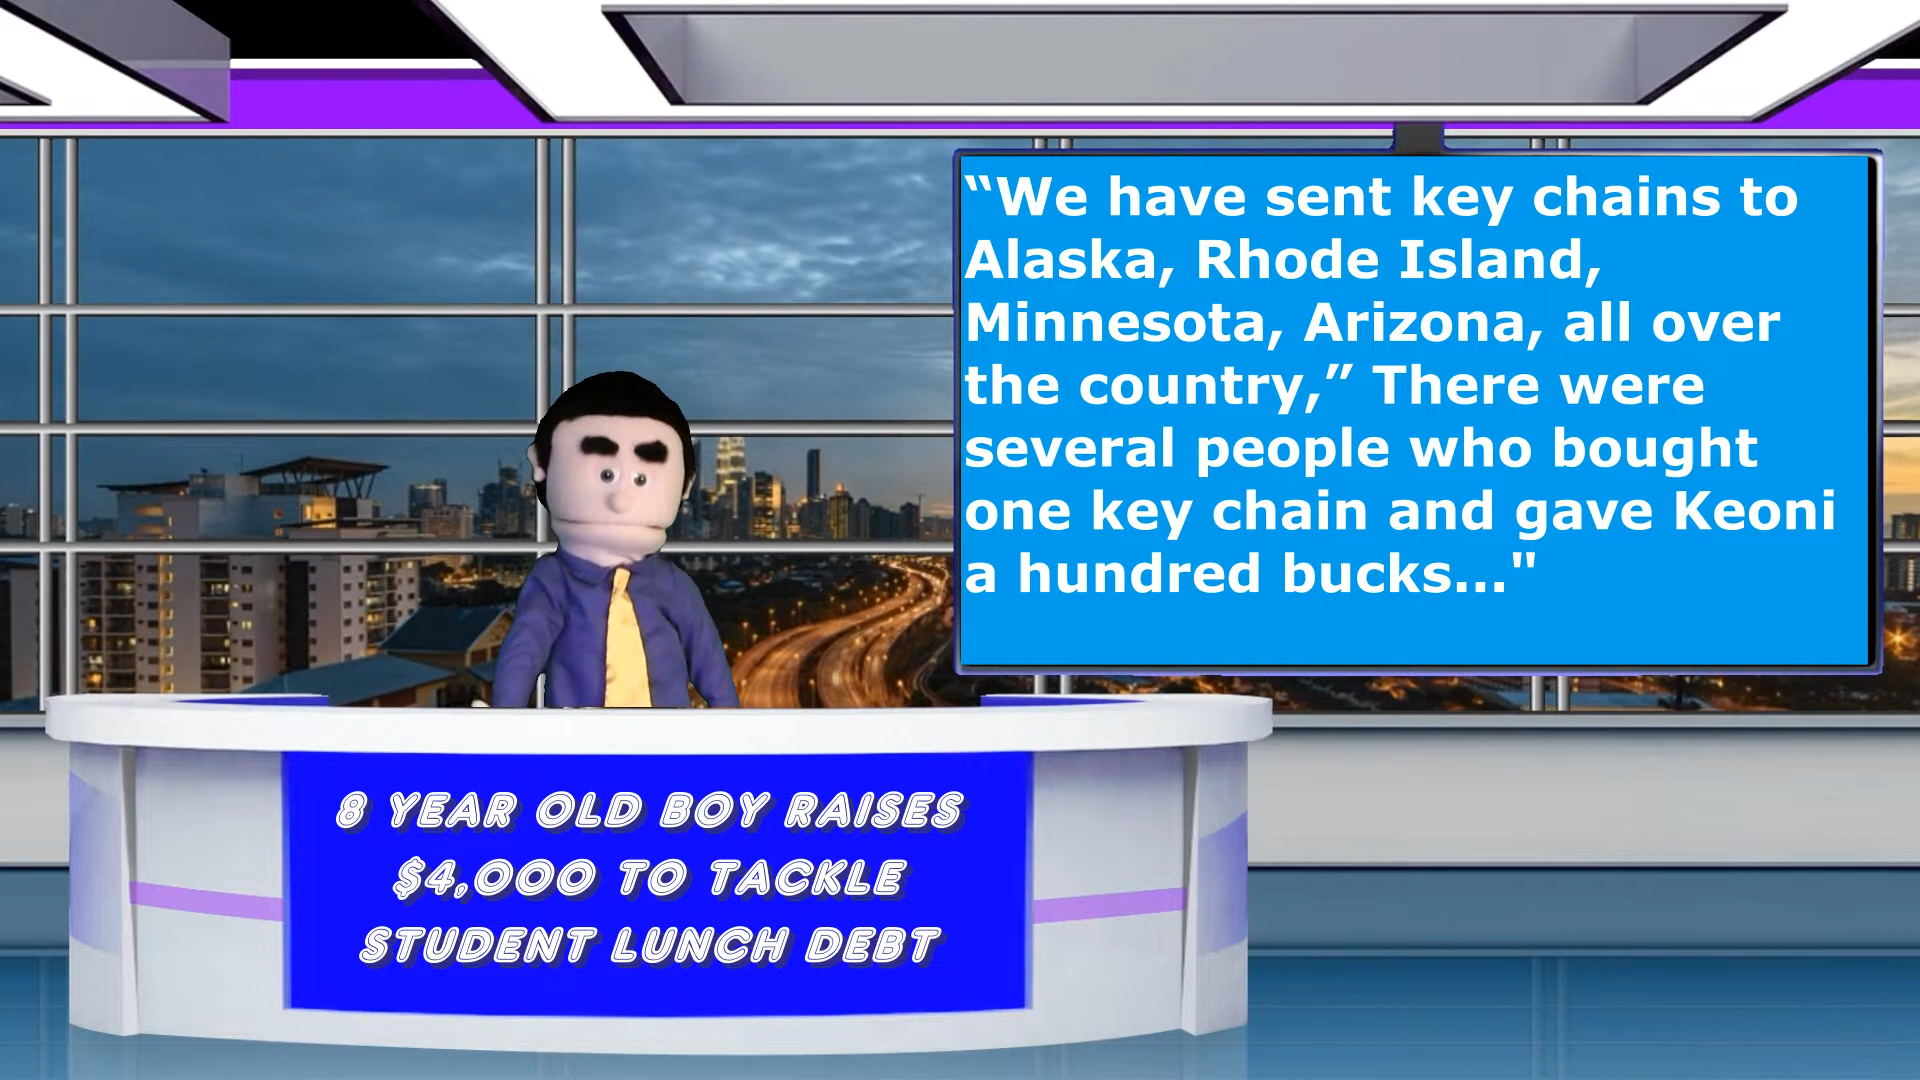 “We have sent key chains to
Alaska, Rhode Island,
Minnesota, Arizona, all over
the country,” There were
several people who bought
one key chain and gave Keoni
a hundred bucks..."
8 YEAR OLD BOY RAISES
$4,000 TO TACKLE
STUDENT LUNCH DEBT